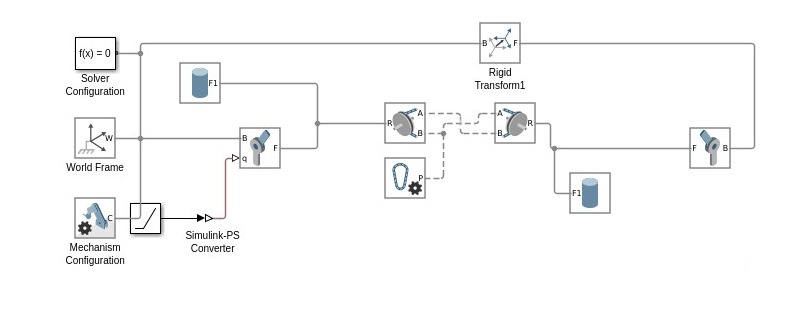 f(x) = 0
Solver
Configuration
B
F
Rigid
Transform1
F1
W
World Frame
B
q
F
R
A
B
A
B
R
F
B
P
F1
C
Mechanism
Configuration
Simulink-PS
Converter